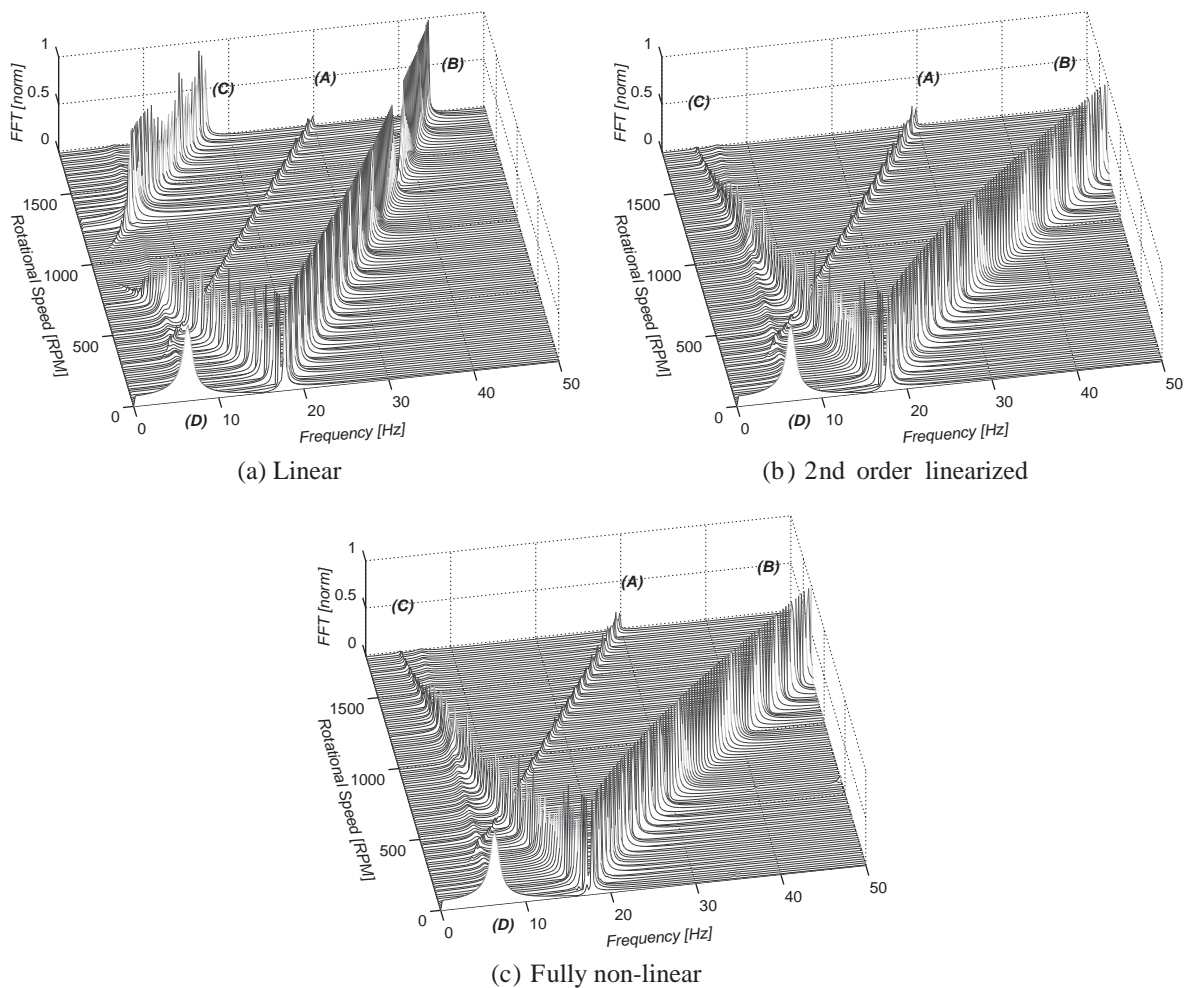 1
0.5
0
FFT [norm]
(C)
(A)
(B)
1500
1000
500
0
Rotational Speed [RPM]
0
(D)
10
20
30
40
50
Frequency [Hz]
(a) Linear
1
0.5
0
FFT [norm]
(C)
(A)
(B)
1500
1000
500
0
Rotational Speed [RPM]
0
(D)
10
20
30
40
50
Frequency [Hz]
(b) 2nd order linearized
1
0.5
0
FFT [norm]
(C)
(A)
(B)
1500
1000
500
0
Rotational Speed [RPM]
0
(D)
10
20
30
40
50
Frequency [Hz]
(c) Fully non-linear